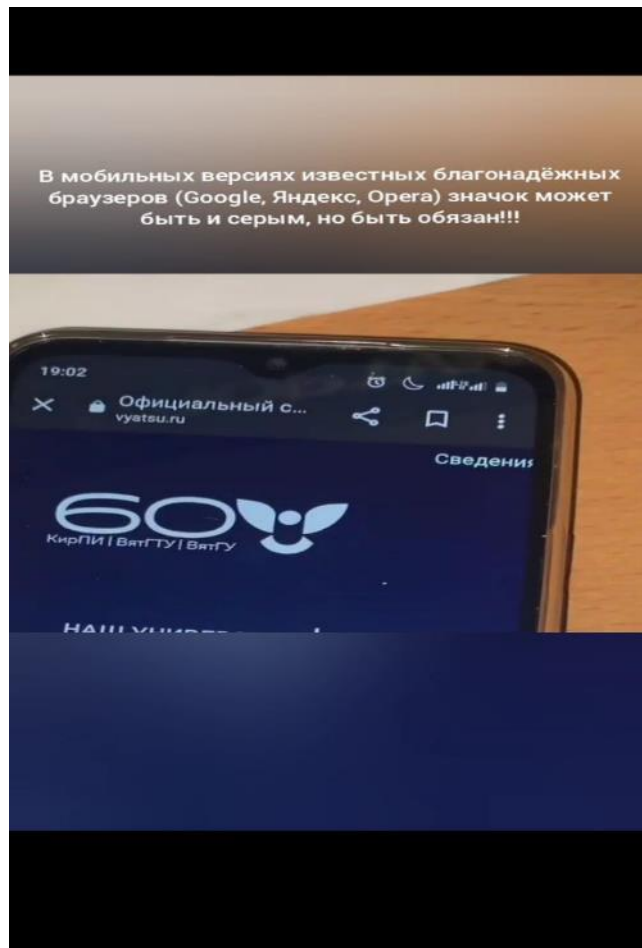 В мобильных версиях известных благонадёжных
браузеров (Google, Яндекс, Opera) значок может
быть и серым, но быть обязан!!!
19:02
Официальный с...
vyatsu.ru
Сведения
60
КирПИ | ВятГТУ | ВятГУ
НАШ